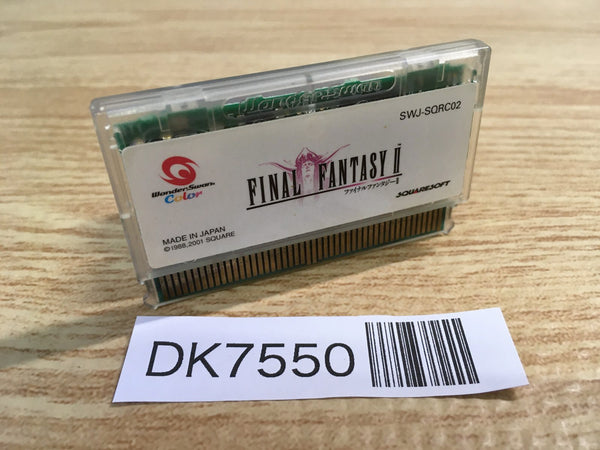 WonderSwan
SWJ-SQRC02
WonderSwan
Color
FINAL FANTASY II
ファイナルファンタジーII
SQUARESOFT
MADE IN JAPAN
©1988, 2001 SQUARE
DK7550